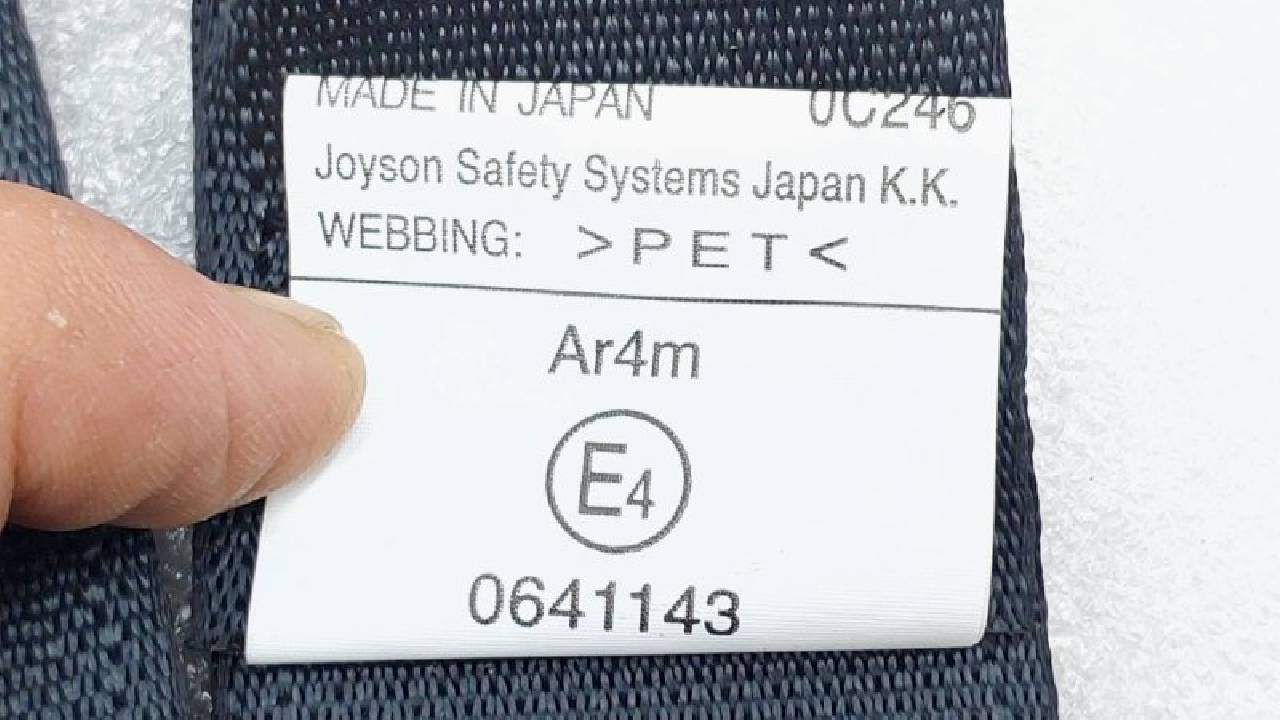 MADE IN JAPAN 0C246
Joyson Safety Systems Japan K.K.
WEBBING: >PET<
Ar4m
E4
0641143